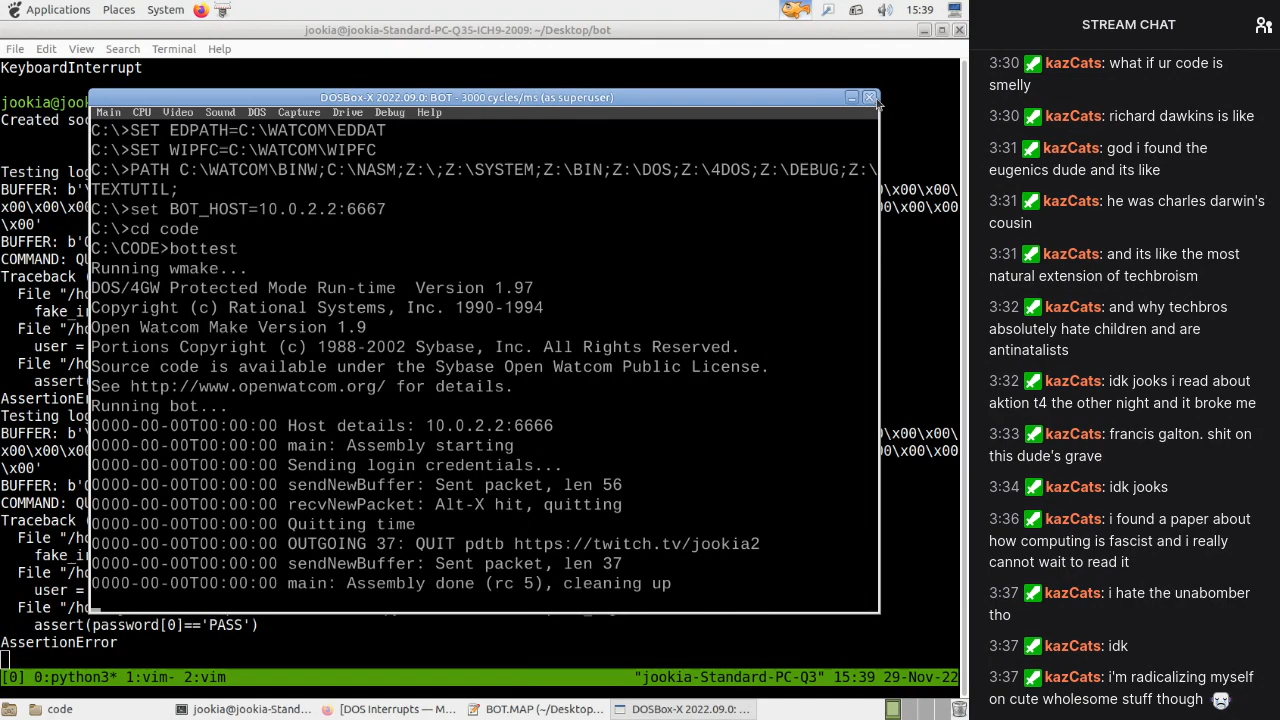 Applications Places System 15:39
jookia@jookia-Standard-PC-Q35-ICH9-2009: ~/Desktop/bot
File Edit View Search Terminal Help
KeyboardInterrupt
jookia@jook
Created soc
Testing log
BUFFER: b'\
x00\x00\x0
\x00'
BUFFER: b'
COMMAND: QU
Traceback (
File "/ho
fake_ir
File "/ho
user =
File "/ho
assert(
AssertionEr
Testing log
BUFFER: b'\
x00\x00\x0
\x00'
BUFFER: b'
COMMAND: QU
Traceback (
File "/ho
fake_ir
File "/ho
user =
File "/ho
assert(password[0]=='PASS')
AssertionError
[0] 0:python3* 1:vim- 2:vim "jookia-Standard-PC-Q3" 15:39 29-Nov-22
DOSBox-X 2022.09.0: BOT - 3000 cycles/ms (as superuser)
Main CPU Video Sound DOS Capture Drive Debug Help
C:\>SET EDPATH=C:\WATCOM\EDDAT
C:\>SET WIPFC=C:\WATCOM\WIPFC
C:\>PATH C:\WATCOM\BINW;C:\NASM;Z:\;Z:\SYSTEM;Z:\BIN;Z:\DOS;Z:\4DOS;Z:\DEBUG;Z:\
TEXTUTIL;
C:\>set BOT_HOST=10.0.2.2:6667
C:\>cd code
C:\CODE>bottest
Running wmake...
DOS/4GW Protected Mode Run-time Version 1.97
Copyright (c) Rational Systems, Inc. 1990-1994
Open Watcom Make Version 1.9
Portions Copyright (c) 1988-2002 Sybase, Inc. All Rights Reserved.
Source code is available under the Sybase Open Watcom Public License.
See http://www.openwatcom.org/ for details.
Running bot...
0000-00-00T00:00:00 Host details: 10.0.2.2:6666
0000-00-00T00:00:00 main: Assembly starting
0000-00-00T00:00:00 Sending login credentials...
0000-00-00T00:00:00 sendNewBuffer: Sent packet, len 56
0000-00-00T00:00:00 recvNewPacket: Alt-X hit, quitting
0000-00-00T00:00:00 Quitting time
0000-00-00T00:00:00 OUTGOING 37: QUIT pdtb https://twitch.tv/jookia2
0000-00-00T00:00:00 sendNewBuffer: Sent packet, len 37
0000-00-00T00:00:00 main: Assembly done (rc 5), cleaning up
code
jookia@jookia-Stand...
[DOS Interrupts — M...
BOT.MAP (~/Desktop/...
DOSBox-X 2022.09.0: ...
STREAM CHAT
3:30 kazCats: what if ur code is
smelly
3:30 kazCats: richard dawkins is like
3:31 kazCats: god i found the
eugenics dude and its like
3:31 kazCats: he was charles darwin's
cousin
3:31 kazCats: and its like the most
natural extension of techbroism
3:32 kazCats: and why techbros
absolutely hate children and are
antinatalists
3:32 kazCats: idk jooks i read about
aktion t4 the other night and it broke me
3:33 kazCats: francis galton. shit on
this dude's grave
3:34 kazCats: idk jooks
3:36 kazCats: i found a paper about
how computing is fascist and i really
cannot wait to read it
3:37 kazCats: i hate the unabomber
tho
3:37 kazCats: idk
3:37 kazCats: i'm radicalizing myself
on cute wholesome stuff though